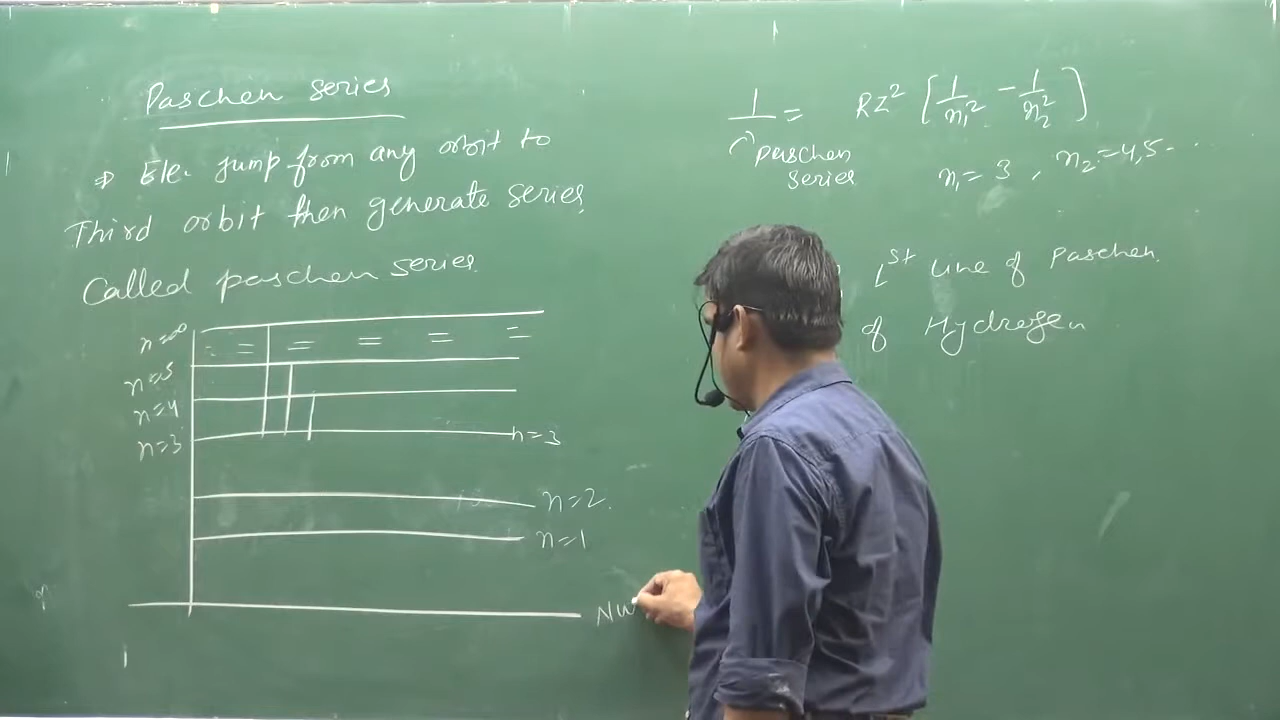 Paschen series
⇒ Ele. jump from any orbit to
Third orbit then generate series,
Called paschen series.
n=∞
n=5
n=4
n=3
n=3
n=2.
n=1
Nu
1/λ paschen series = RZ² [1/n₁² - 1/n₂²]
n₁=3, n₂=4,5-..
1st line of Paschen.
of Hydrogen